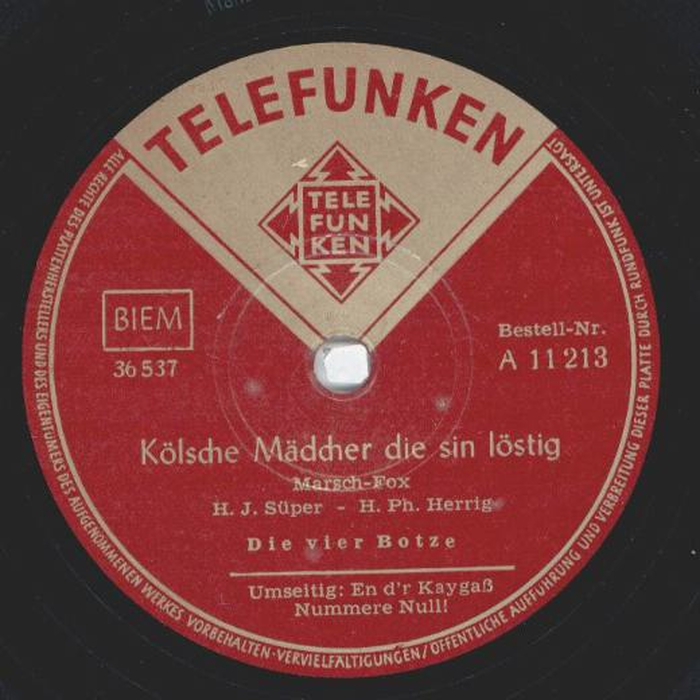 TELEFUNKEN
TELE
FUN
KEN
BIEM
36 537
Bestell-Nr.
A 11 213
Kölsche Mädcher die sin löstig
Marsch-Fox
H. J. Süper - H. Ph. Herrig
Die vier Botze
Umseitig: En d'r Kaygaß
Nummere Null!
ALLE RECHTE DES PLATTENHERSTELLERS UND DES EIGENTÜMERS DES AUFGENOMMENEN WERKES VORBEHALTEN · VERVIELFÄLTIGUNGEN / ÖFFENTLICHE AUFFÜHRUNG UND VERBREITUNG DIESER PLATTE DURCH RUNDFUNK IST UNTERSAGT